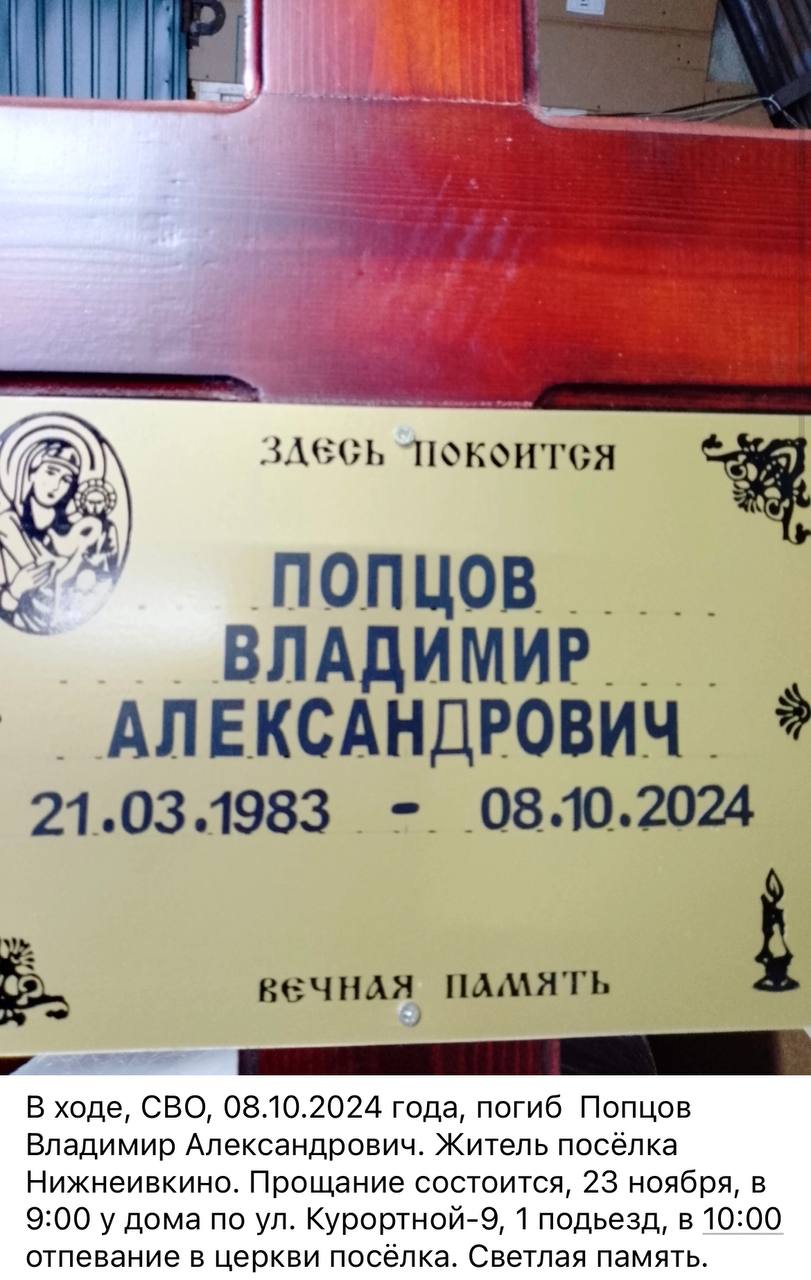 ЗДЕСЬ ПОКОИТСЯ
ПОПЦОВ
ВЛАДИМИР
АЛЕКСАНДРОВИЧ
21.03.1983 - 08.10.2024
ВЕЧНАЯ ПАМЯТЬ
В ходе, СВО, 08.10.2024 года, погиб Попцов
Владимир Александрович. Житель посёлка
Нижнеивкино. Прощание состоится, 23 ноября, в
9:00 у дома по ул. Курортной-9, 1 подьезд, в 10:00
отпевание в церкви посёлка. Светлая память.